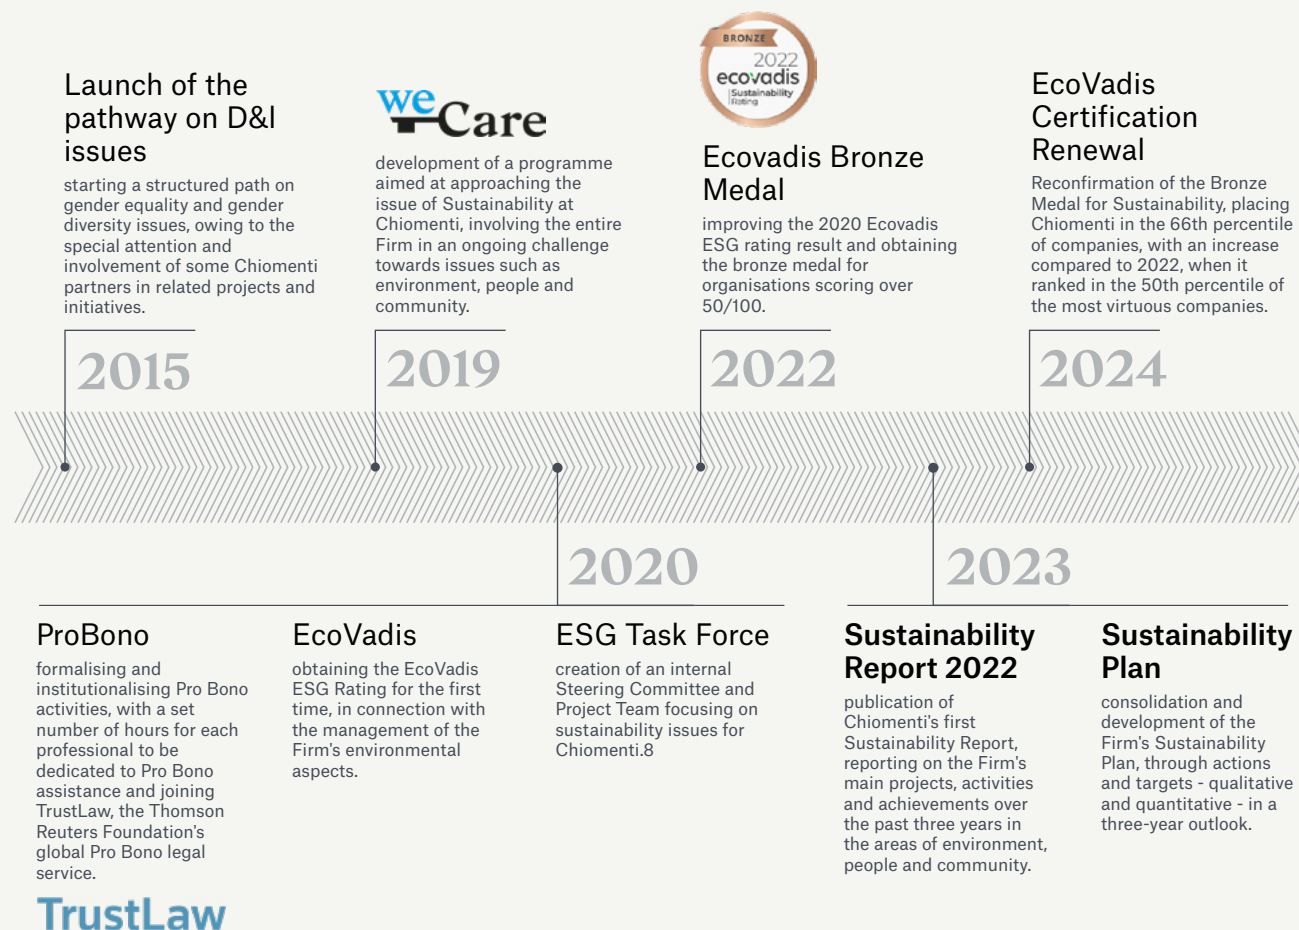 Launch of the
pathway on D&I
issues
starting a structured path on
gender equality and gender
diversity issues, owing to the
special attention and
involvement of some Chiomenti
partners in related projects and
initiatives.
2015
we
Care
development of a programme
aimed at approaching the
issue of Sustainability at
Chiomenti, involving the entire
Firm in an ongoing challenge
towards issues such as
environment, people and
community.
2019
BRONZE
2022
ecovadis
Sustainability
Rating
Ecovadis Bronze
Medal
improving the 2020 Ecovadis
ESG rating result and obtaining
the bronze medal for
organisations scoring over
50/100.
2022
EcoVadis
Certification
Renewal
Reconfirmation of the Bronze
Medal for Sustainability, placing
Chiomenti in the 66th percentile
of companies, with an increase
compared to 2022, when it
ranked in the 50th percentile of
the most virtuous companies.
2024
2020
ProBono
formalising and
institutionalising Pro Bono
activities, with a set
number of hours for each
professional to be
dedicated to Pro Bono
assistance and joining
TrustLaw, the Thomson
Reuters Foundation's
global Pro Bono legal
service.
TrustLaw
EcoVadis
obtaining the EcoVadis
ESG Rating for the first
time, in connection with
the management of the
Firm's environmental
aspects.
ESG Task Force
creation of an internal
Steering Committee and
Project Team focusing on
sustainability issues for
Chiomenti.8
2023
Sustainability
Report 2022
publication of
Chiomenti's first
Sustainability Report,
reporting on the Firm's
main projects, activities
and achievements over
the past three years in
the areas of environment,
people and community.
Sustainability
Plan
consolidation and
development of the
Firm's Sustainability
Plan, through actions
and targets - qualitative
and quantitative - in a
three-year outlook.